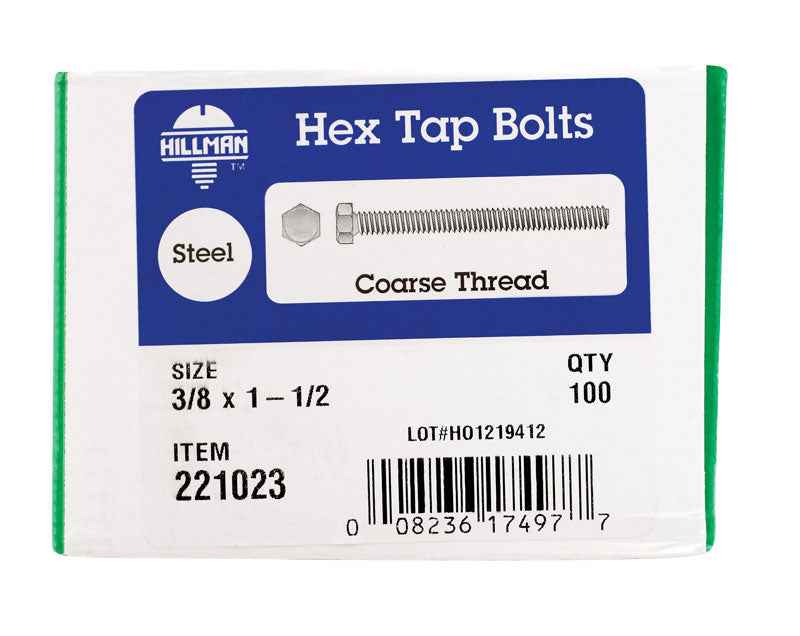 HILLMAN
TM
Hex Tap Bolts
Steel
Coarse Thread
SIZE
3/8 x 1-1/2
QTY
100
LOT#H01219412
ITEM
221023
0 08236 17497 7